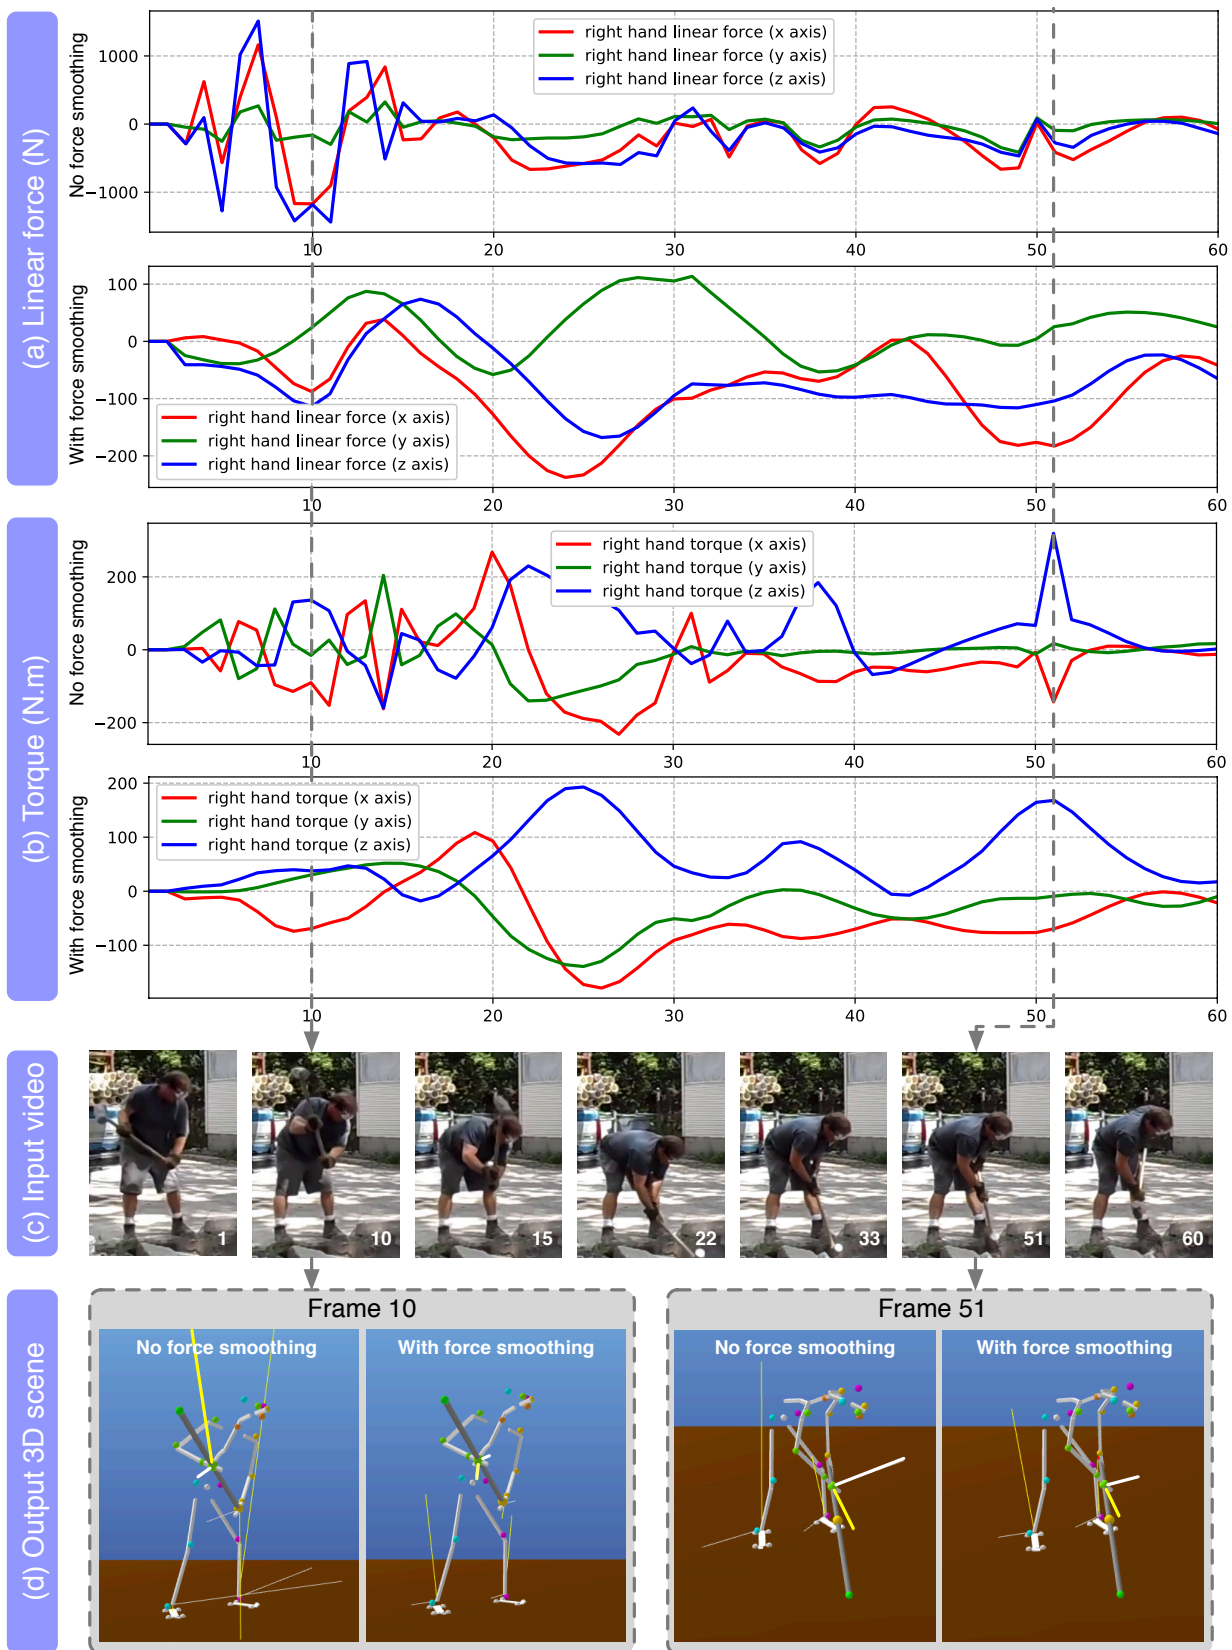 (a) Linear force (N)
No force smoothing
1000
0
−1000
right hand linear force (x axis)
right hand linear force (y axis)
right hand linear force (z axis)
10 20 30 40 50 60
With force smoothing
100
0
−100
−200
right hand linear force (x axis)
right hand linear force (y axis)
right hand linear force (z axis)
10 20 30 40 50 60
(b) Torque (N.m)
No force smoothing
200
0
−200
right hand torque (x axis)
right hand torque (y axis)
right hand torque (z axis)
10 20 30 40 50 60
With force smoothing
200
100
0
−100
right hand torque (x axis)
right hand torque (y axis)
right hand torque (z axis)
10 20 30 40 50 60
(c) Input video
1 10 15 22 33 51 60
(d) Output 3D scene
Frame 10
No force smoothing
With force smoothing
Frame 51
No force smoothing
With force smoothing